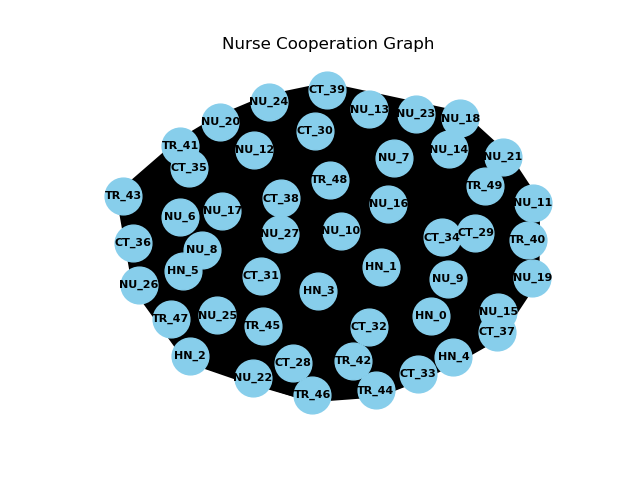 Nurse Cooperation Graph
CT_39
NU_24
NU_13
NU_23
NU_18
NU_20
CT_30
TR_41
NU_12
NU_14
NU_7
NU_21
CT_35
TR_48
TR_49
TR_43
CT_38
NU_11
NU_16
NU_17
NU_6
NU_10
CT_29
NU_27
CT_34
TR_40
CT_36
NU_8
HN_1
HN_5
CT_31
NU_19
NU_9
NU_26
HN_3
NU_15
NU_25
HN_0
TR_47
TR_45
CT_32
CT_37
HN_2
HN_4
TR_42
CT_28
CT_33
NU_22
TR_44
TR_46